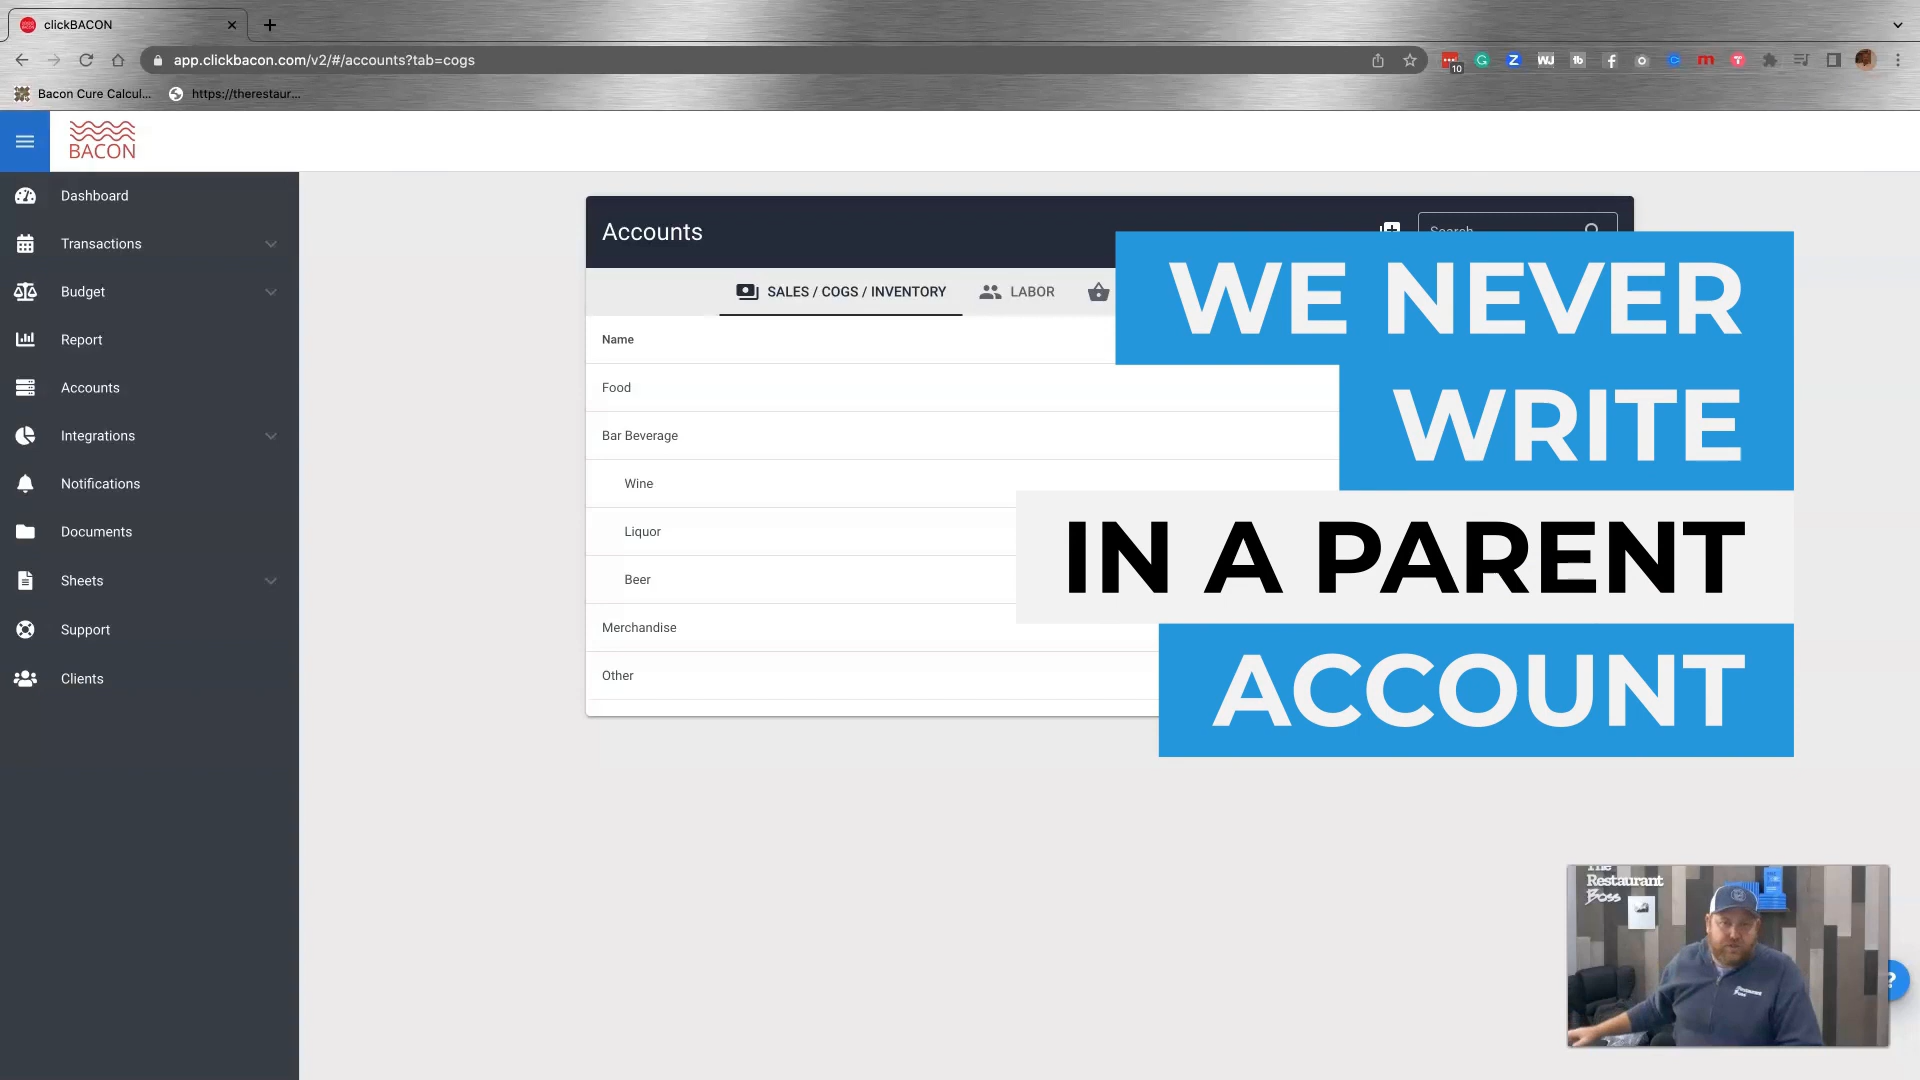 clickBACON
app.clickbacon.com/v2/#/accounts?tab=cogs
10
Bacon Cure Calcul...
https://therestaur...
BACON
Dashboard
Transactions
Budget
Report
Accounts
Integrations
Notifications
Documents
Sheets
Support
Clients
Accounts
SALES / COGS / INVENTORY
LABOR
Name
Food
Bar Beverage
Wine
Liquor
Beer
Merchandise
Other
WE NEVER
WRITE
IN A PARENT
ACCOUNT
The
Restaurant
Boss